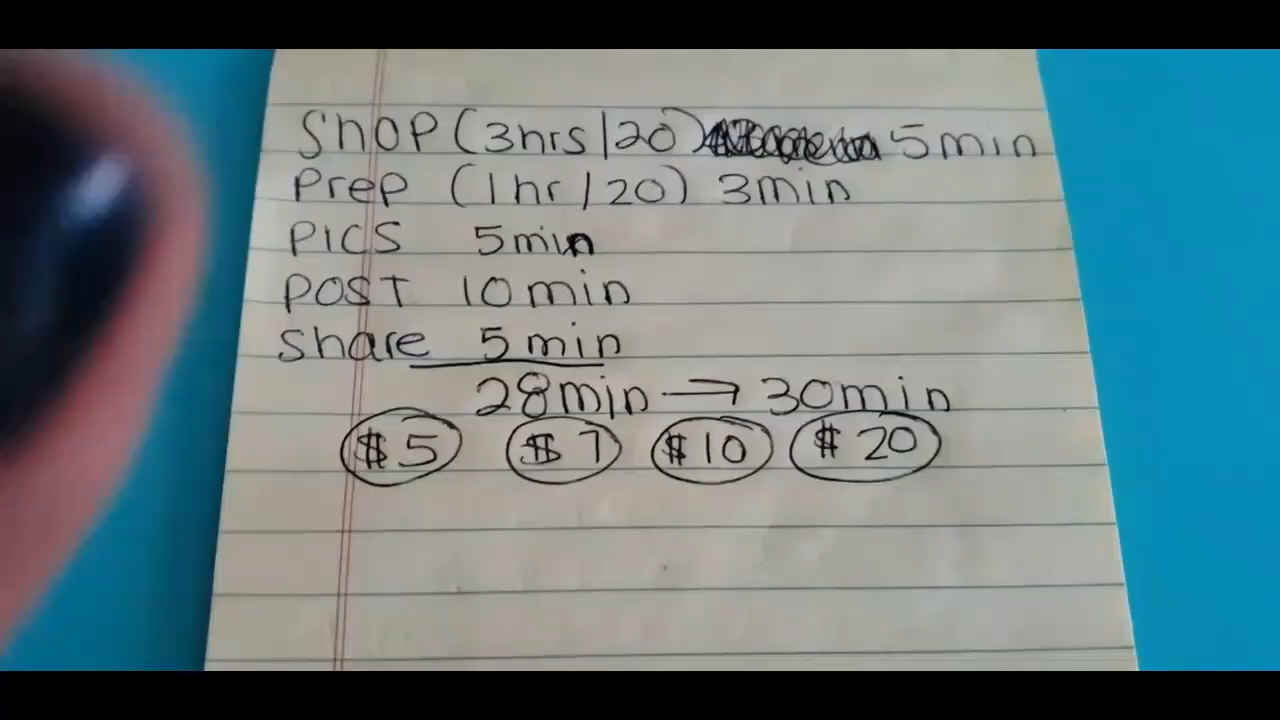 SHOP (3hrs/20) 5min
Prep (1hr/20) 3min
PICS 5min
POST 10min
Share 5min
28min → 30min
$5 $7 $10 $20